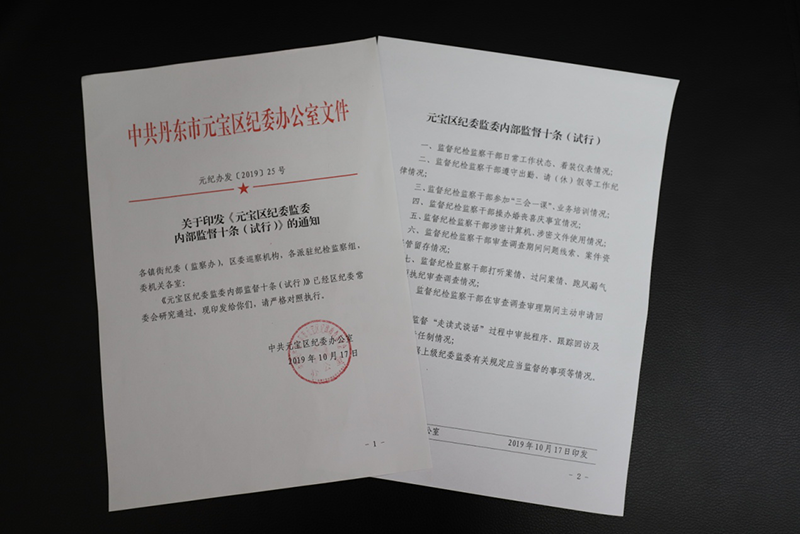 中共丹东市元宝区纪委办公室文件
元纪办发〔2019〕25号
关于印发《元宝区纪委监委
内部监督十条（试行）》的通知
各镇街纪委（监察办），区委巡察机构，各派驻纪检监察组，
委机关各室：
《元宝区纪委监委内部监督十条（试行）》已经区纪委常
委会研究通过，现印发给你们，请严格对照执行。
中共元宝区纪委办公室
2019年10月17日
- 1 -
元宝区纪委监委内部监督十条（试行）
一、监督纪检监察干部日常工作状态、着装仪表情况；
二、监督纪检监察干部遵守出勤、请（休）假等工作纪
律情况；
三、监督纪检监察干部参加“三会一课”、业务培训情况；
四、监督纪检监察干部操办婚丧喜庆事宜情况；
五、监督纪检监察干部涉密计算机、涉密文件使用情况；
六、监督纪检监察干部审查调查期间问题线索、案件资
管留存情况；
七、监督纪检监察干部打听案情、过问案情、跑风漏气
执纪审查调查情况；
监督纪检监察干部在审查调查审理期间主动申请回
监督“走读式谈话”过程中审批程序、跟踪回访及
任制情况；
上级纪委监委有关规定应当监督的事项等情况。
公室
2019年10月17日印发
- 2 -